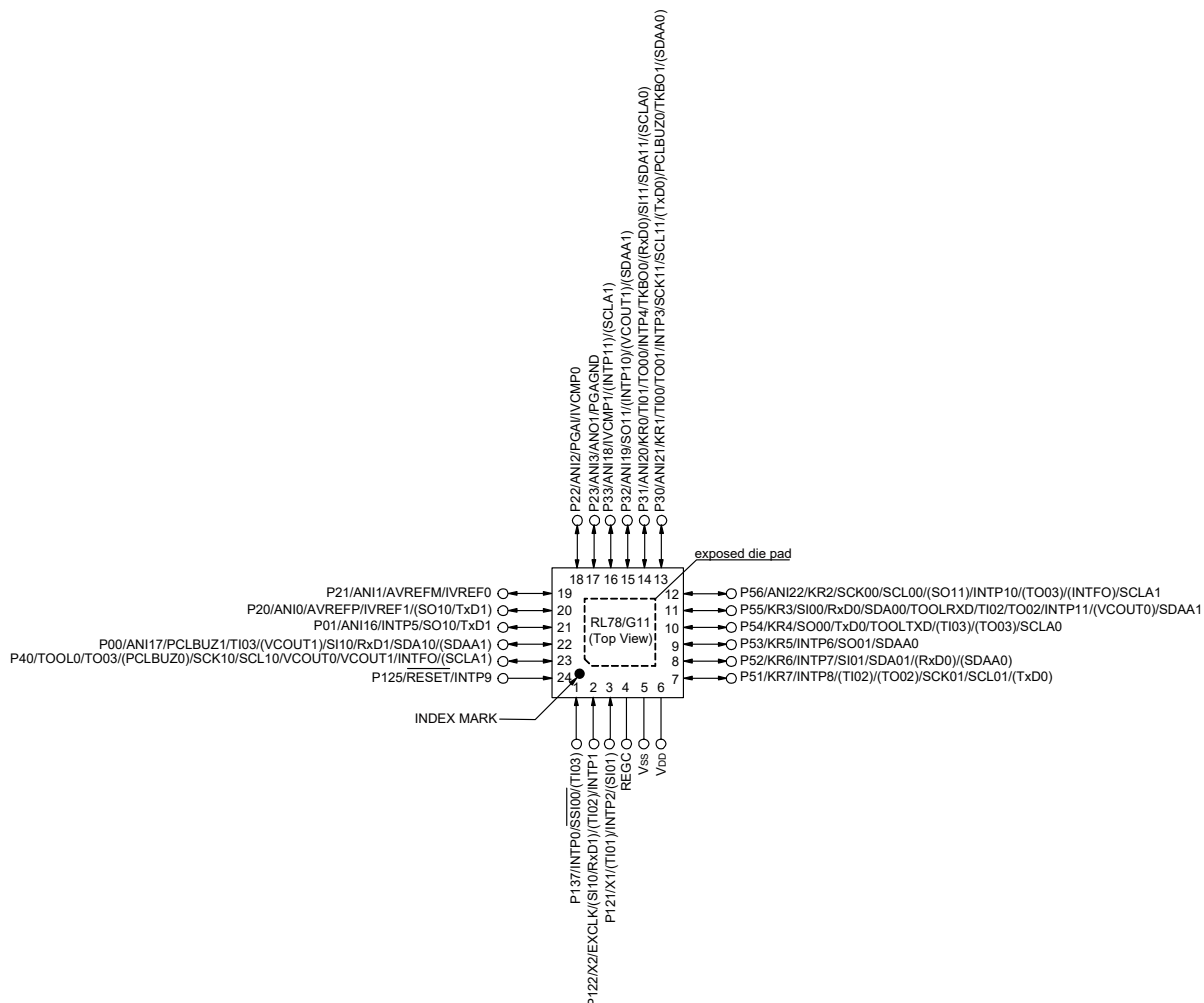 P22/ANI2/PGAI/IVCMP0
P23/ANI3/ANO1/PGAGND
P33/ANI18/IVCMP1/(INTP11)/(SCLA1)
P32/ANI19/SO11/(INTP10)/(VCOUT1)/(SDAA1)
P31/ANI20/KR0/TI01/TO00/INTP4/TKBO0/(RxD0)/SI11/SDA11/(SCLA0)
P30/ANI21/KR1/TI00/TO01/INTP3/SCK11/SCL11/(TxD0)/PCLBUZ0/TKBO1/(SDAA0)
exposed die pad
18 17 16 15 14 13
P21/ANI1/AVREFM/IVREF0 19
P20/ANI0/AVREFP/IVREF1/(SO10/TxD1) 20
P01/ANI16/INTP5/SO10/TxD1 21
P00/ANI17/PCLBUZ1/TI03/(VCOUT1)/SI10/RxD1/SDA10/(SDAA1) 22
P40/TOOL0/TO03/(PCLBUZ0)/SCK10/SCL10/VCOUT0/VCOUT1/INTFO/(SCLA1) 23
P125/RESET/INTP9 24
RL78/G11
(Top View)
12 P56/ANI22/KR2/SCK00/SCL00/(SO11)/INTP10/(TO03)/(INTFO)/SCLA1
11 P55/KR3/SI00/RxD0/SDA00/TOOLRXD/TI02/TO02/INTP11/(VCOUT0)/SDAA1
10 P54/KR4/SO00/TxD0/TOOLTXD/(TI03)/(TO03)/SCLA0
9 P53/KR5/INTP6/SO01/SDAA0
8 P52/KR6/INTP7/SI01/SDA01/(RxD0)/(SDAA0)
7 P51/KR7/INTP8/(TI02)/(TO02)/SCK01/SCL01/(TxD0)
1 2 3 4 5 6
INDEX MARK
P137/INTP0/SSI00/(TI03)
P122/X2/EXCLK/(SI10/RxD1)/(TI02)/INTP1
P121/X1/(TI01)/INTP2/(SI01)
REGC
VSS
VDD